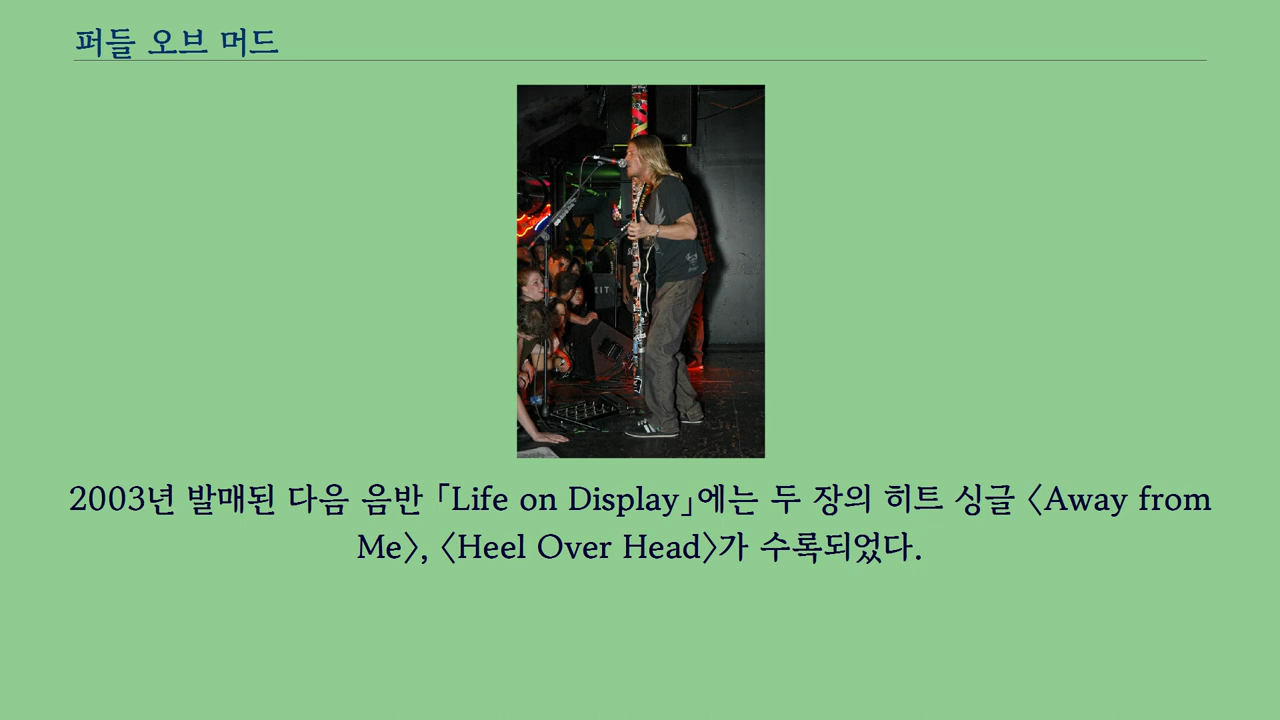 퍼들 오브 머드
XIT
2003년 발매된 다음 음반 「Life on Display」에는 두 장의 히트 싱글 〈Away from
Me〉, 〈Heel Over Head〉가 수록되었다.